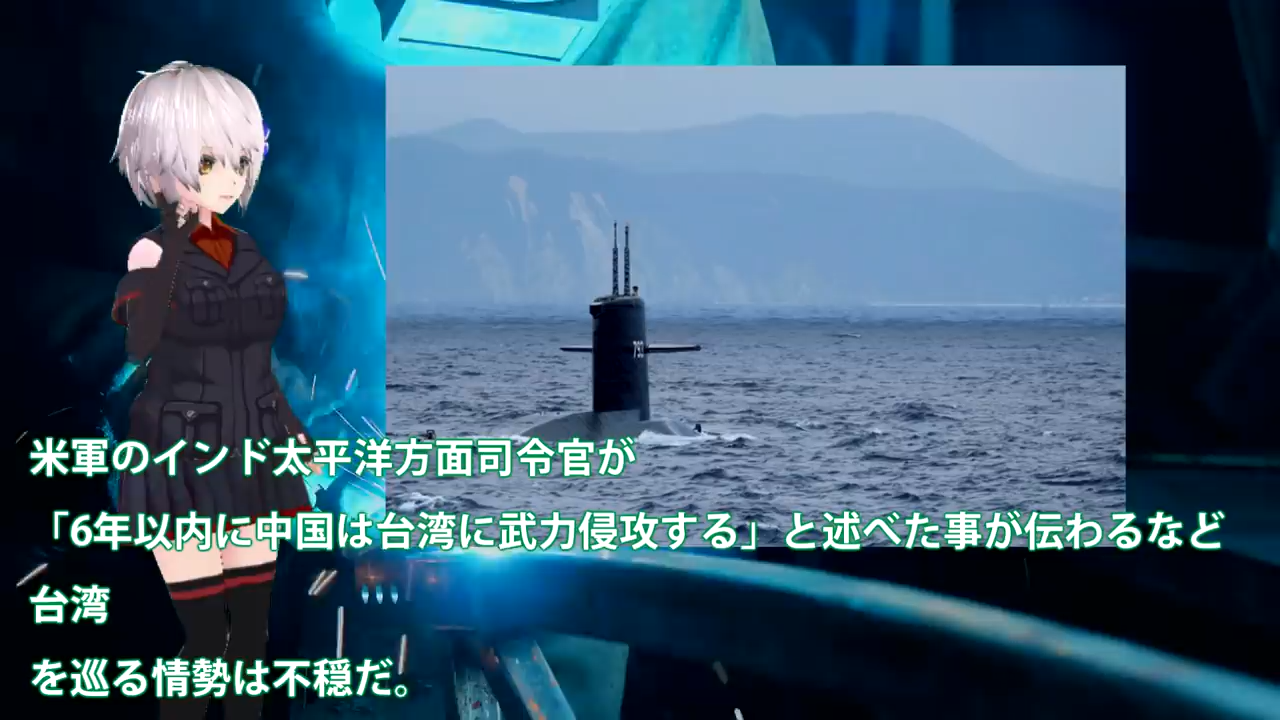 793
米軍のインド太平洋方面司令官が
「6年以内に中国は台湾に武力侵攻する」と述べた事が伝わるなど
台湾
を巡る情勢は不穏だ。